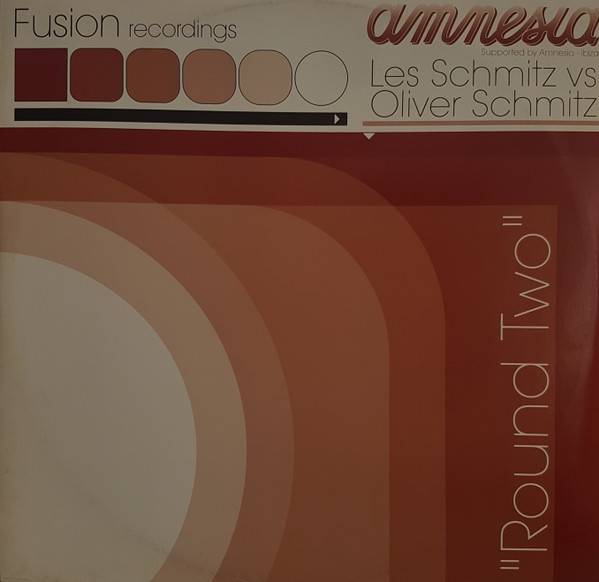 Fusion recordings
amnesia
Supported by Amnesia - Ibiza
Les Schmitz vs
Oliver Schmitz
"Round Two"